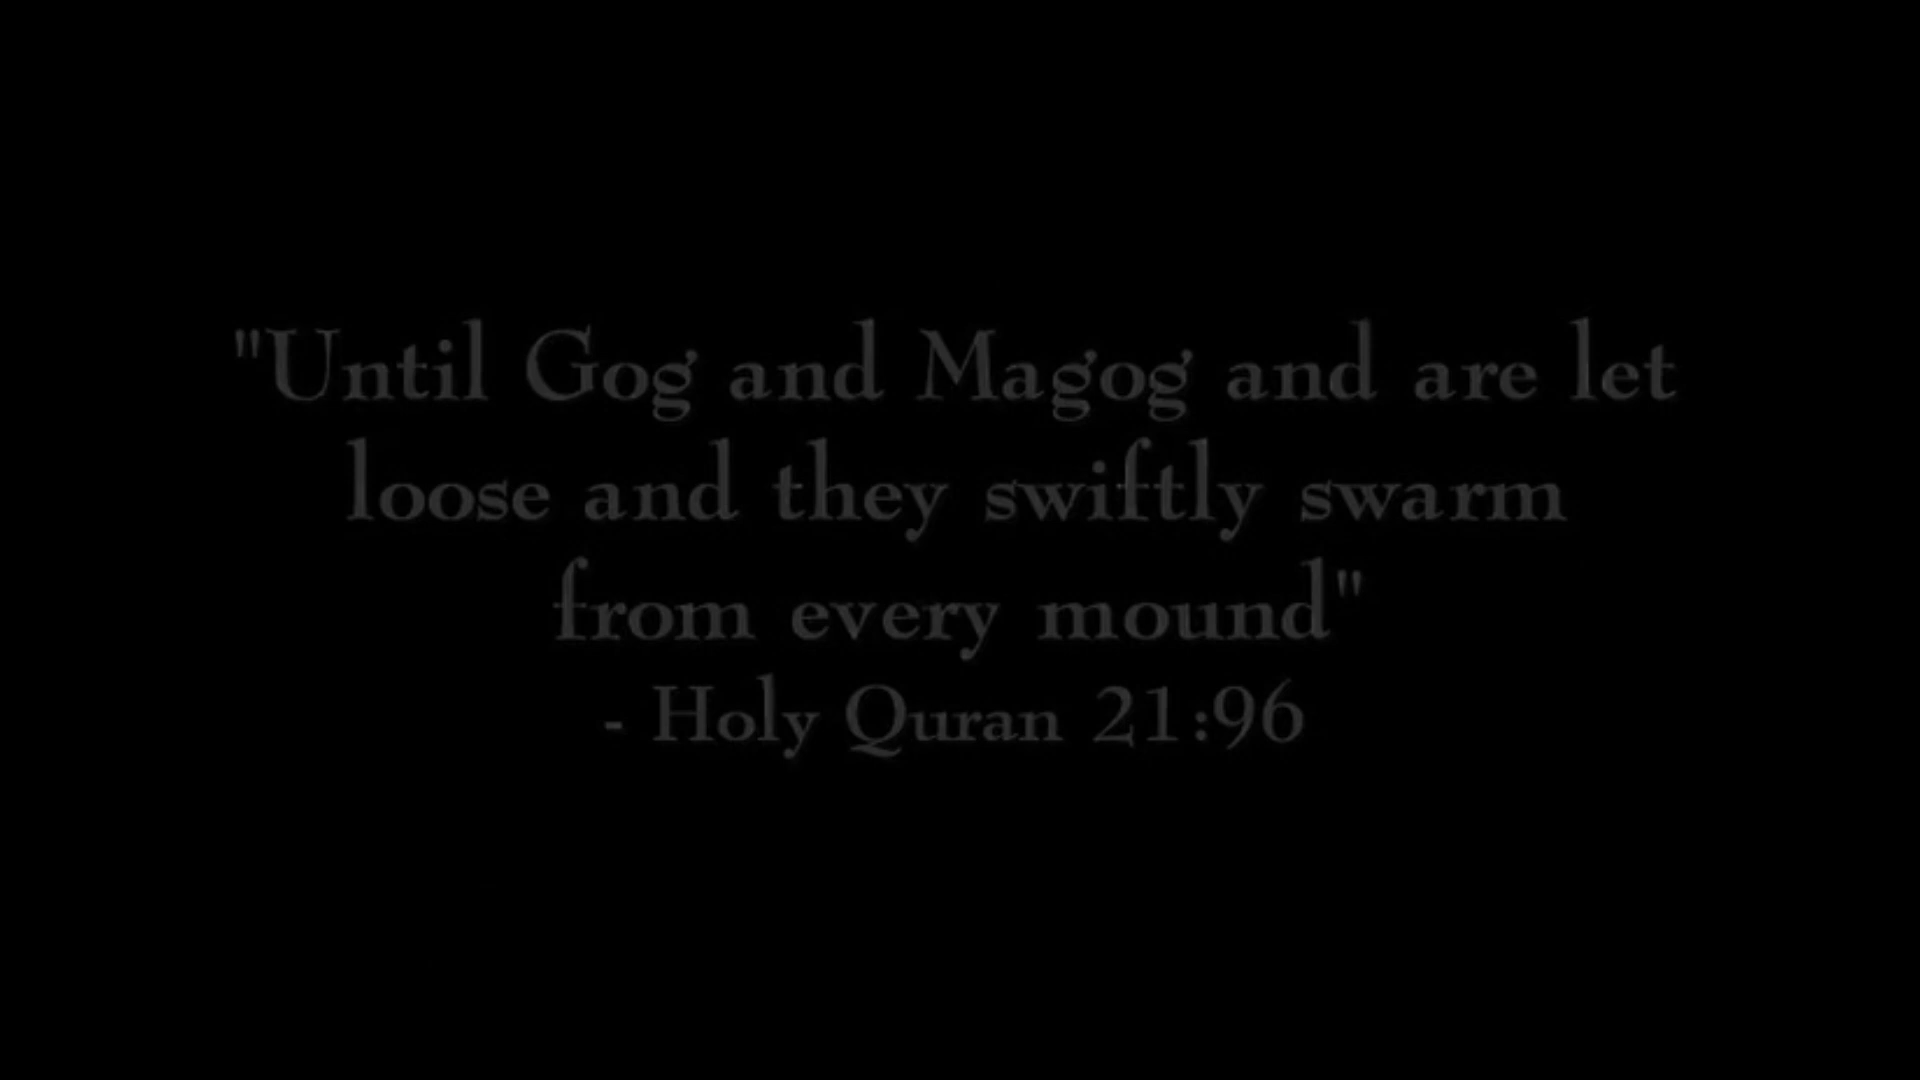 "Until Gog and Magog and are let
loose and they swiftly swarm
from every mound"
- Holy Quran 21:96